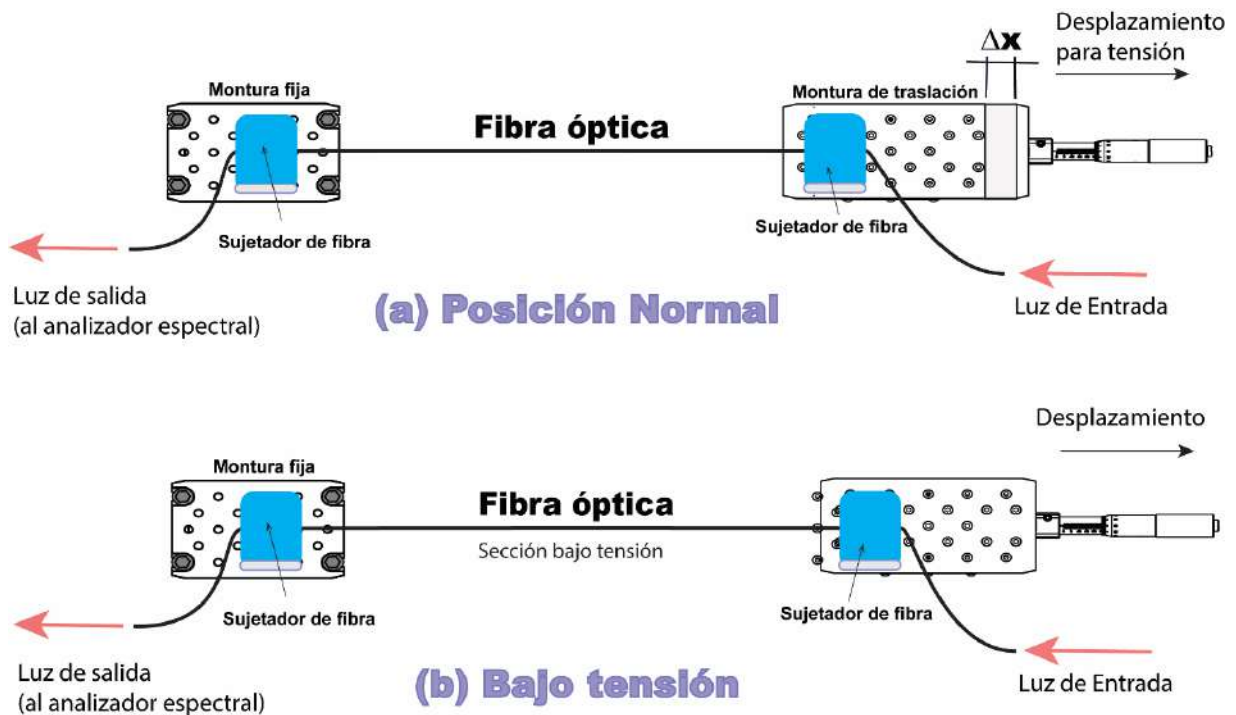 Δx
Desplazamiento
para tensión
Montura fija
Montura de traslación
Fibra óptica
Sujetador de fibra
Sujetador de fibra
Luz de salida
(al analizador espectral)
(a) Posición Normal
Luz de Entrada
Desplazamiento
Montura fija
Fibra óptica
Sección bajo tensión
Sujetador de fibra
Sujetador de fibra
Luz de salida
(al analizador espectral)
(b) Bajo tensión
Luz de Entrada